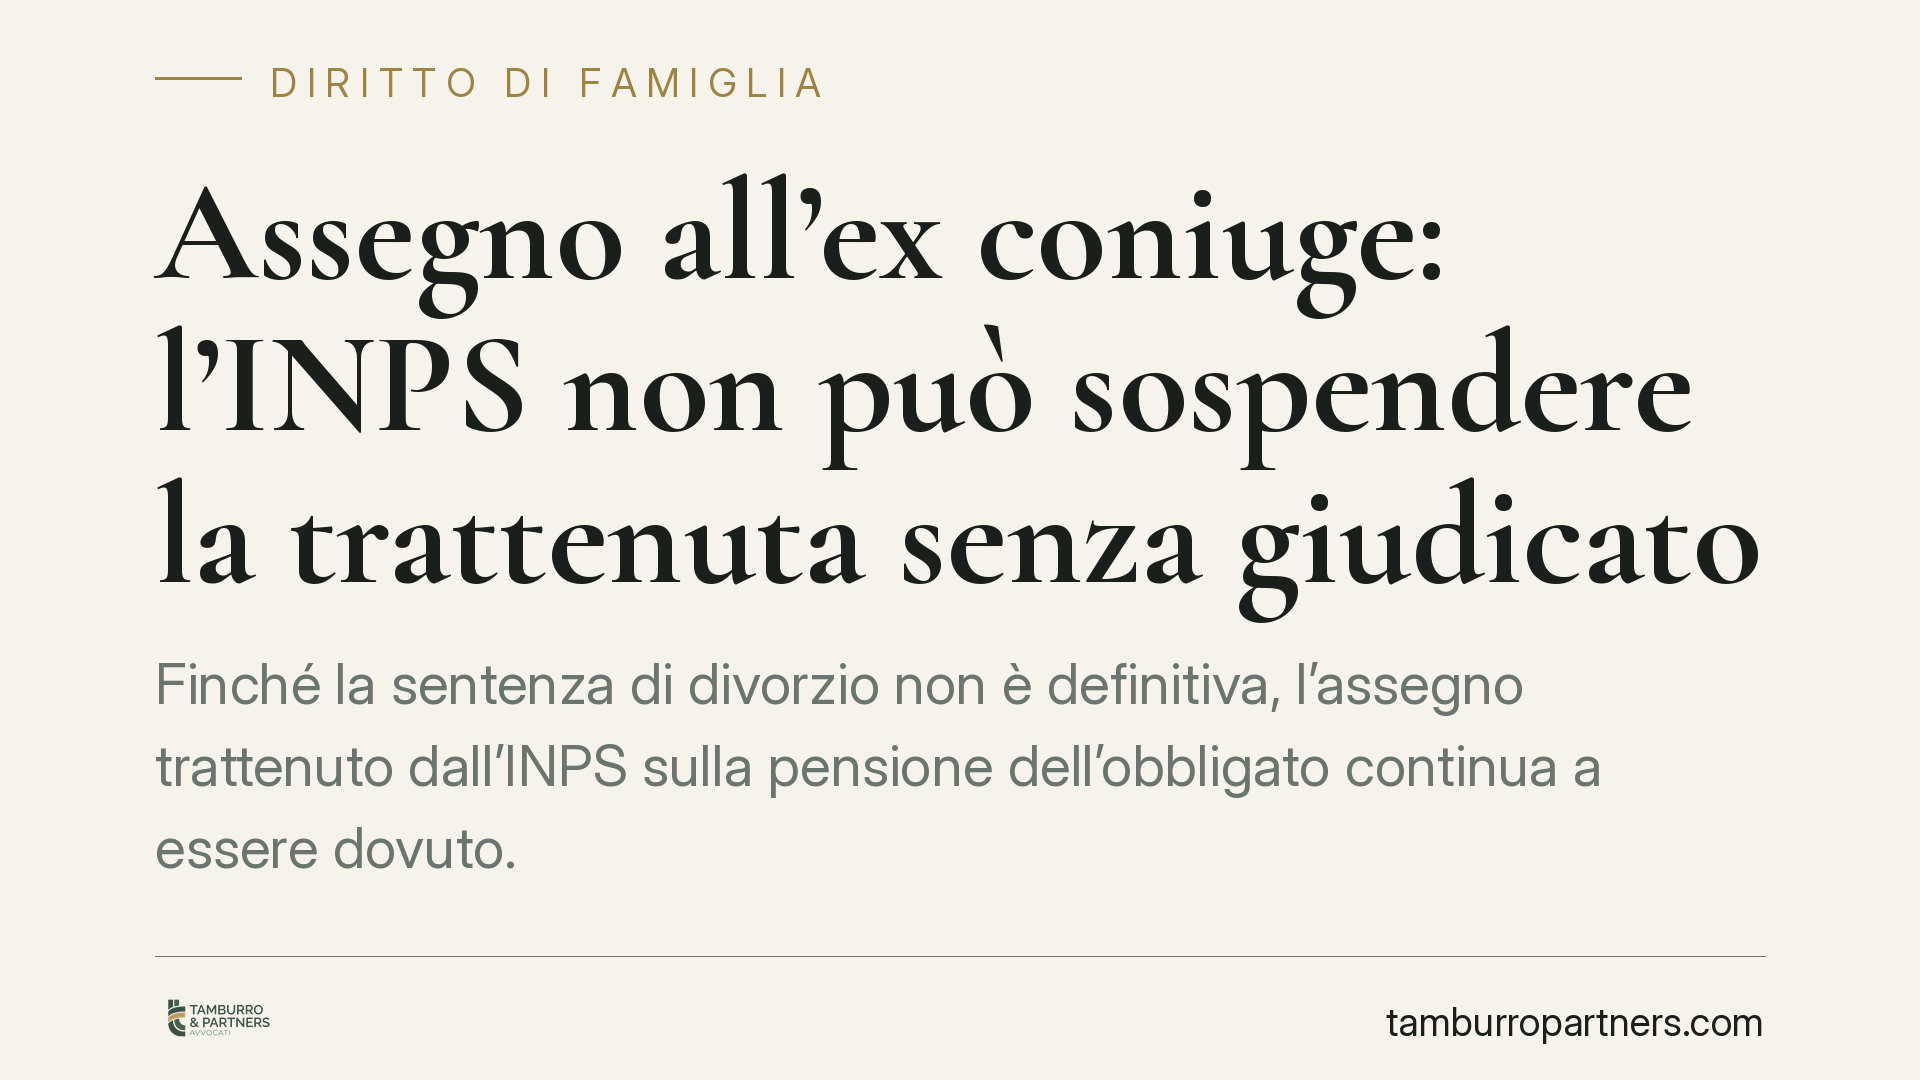 DIRITTO DI FAMIGLIA
Assegno all’ex coniuge:
l’INPS non può sospendere
la trattenuta senza giudicato
Finché la sentenza di divorzio non è definitiva, l’assegno
trattenuto dall’INPS sulla pensione dell’obbligato continua a
essere dovuto.
TAMBURRO
& PARTNERS
AVVOCATI
tamburropartners.com